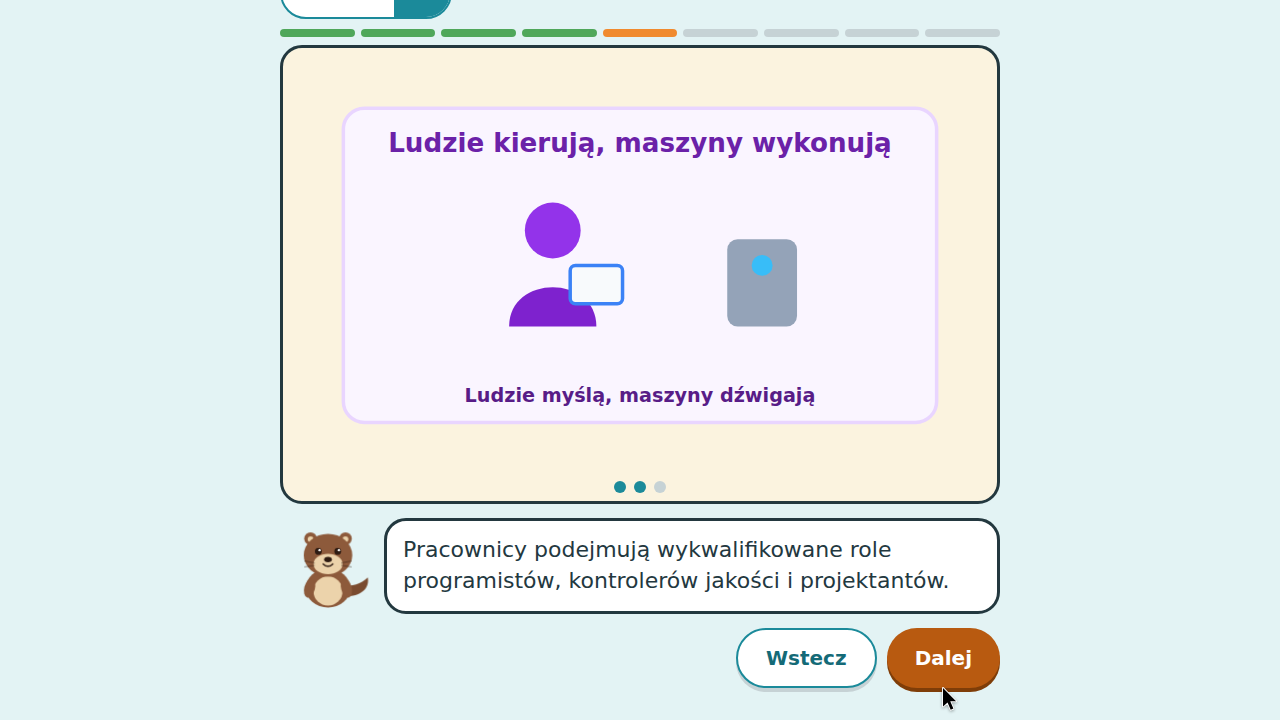 Ludzie kierują, maszyny wykonują
Ludzie myślą, maszyny dźwigają
Pracownicy podejmują wykwalifikowane role
programistów, kontrolerów jakości i projektantów.
Wstecz
Dalej